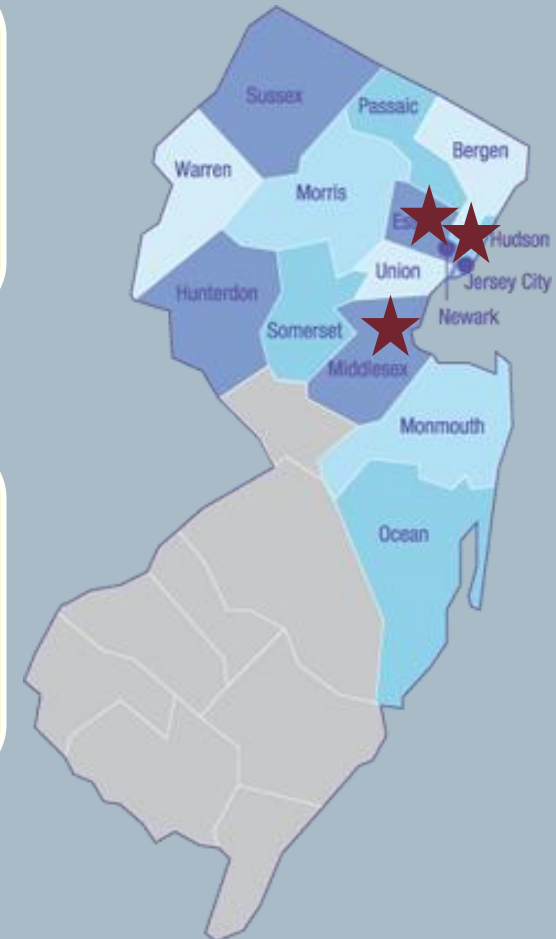 Sussex
Passaic
Bergen
Warren
Morris
Hudson
Union
Jersey City
Hunterdon
Newark
Somerset
Middlesex
Monmouth
Ocean